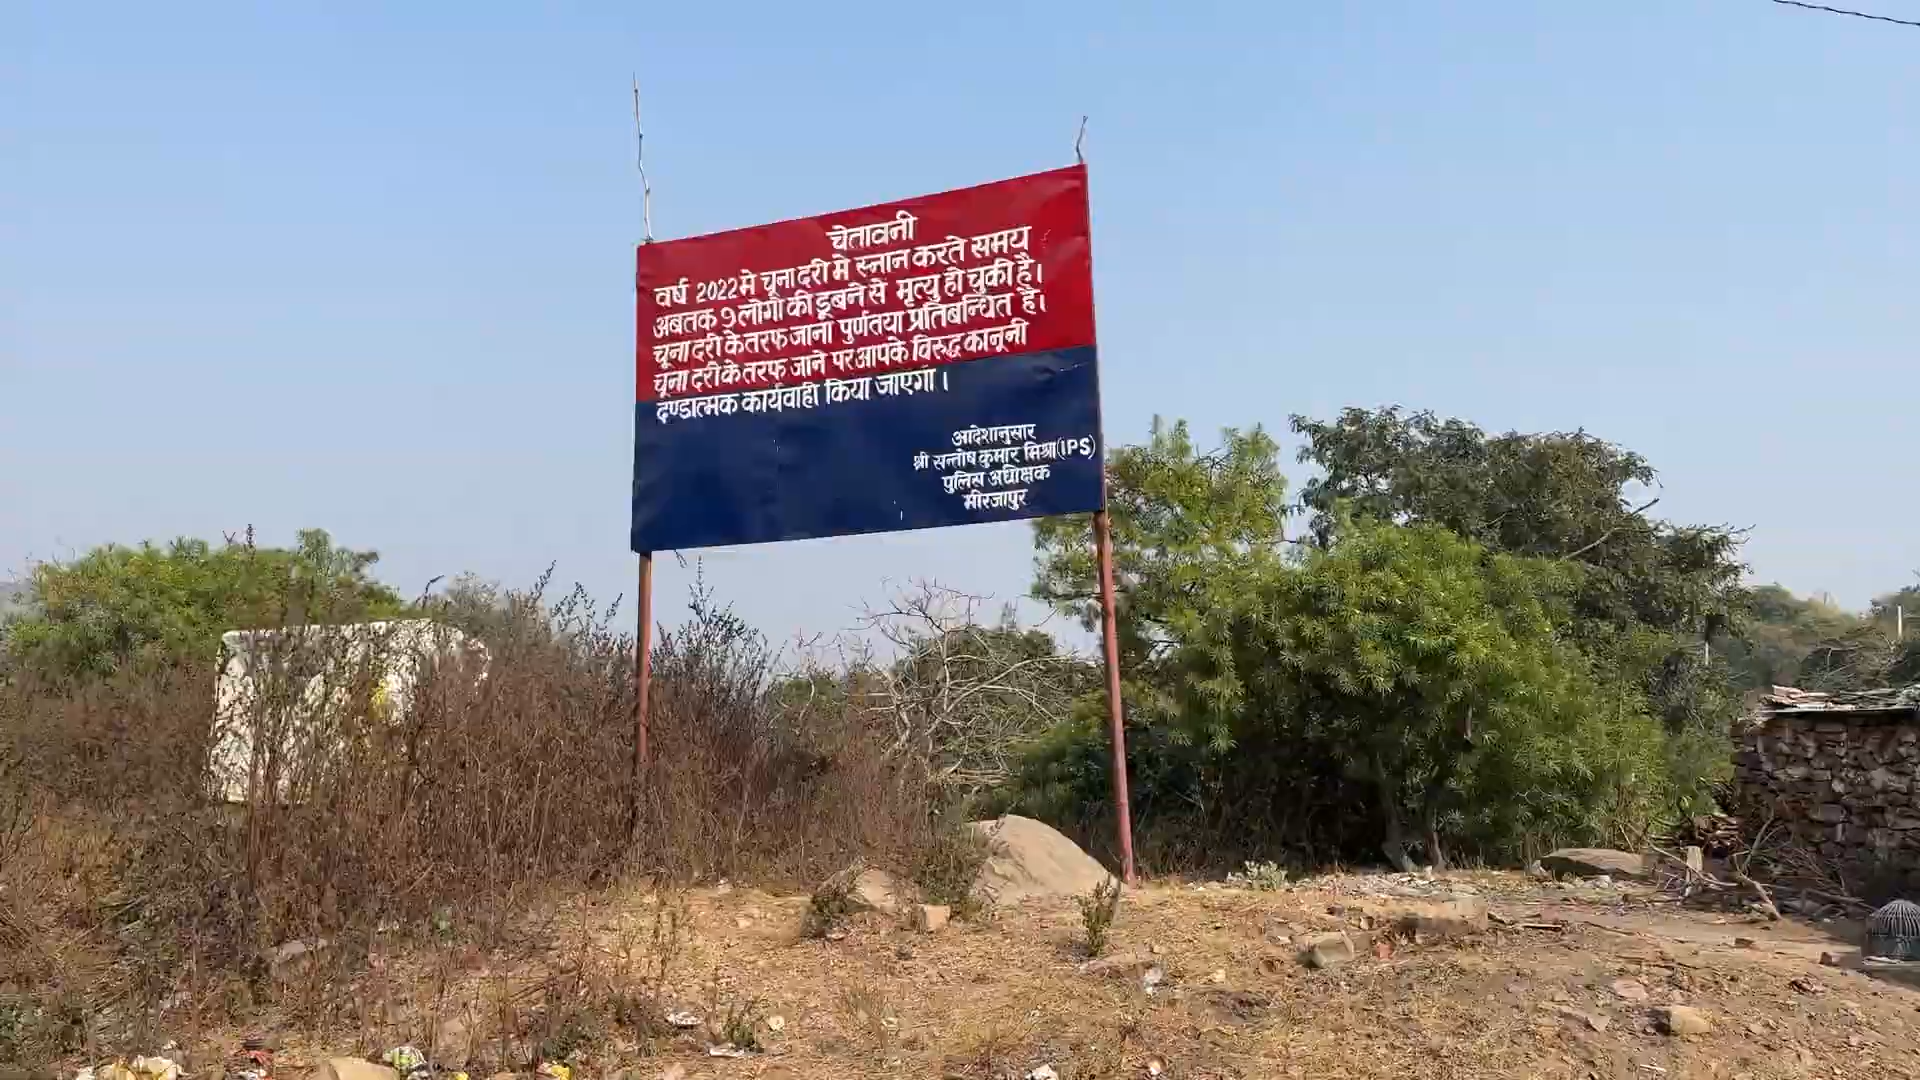 चेतावनी
वर्ष 2022 मे चूना दरी मे स्नान करते समय
अबतक 9 लोगों की डूबने से मृत्यु हो चुकी है।
चूना दरी के तरफ जाना पुर्णतया प्रतिबन्धित है।
चूना दरी के तरफ जाने पर आपके विरुद्ध कानूनी
दण्डात्मक कार्यवाही किया जाएगा।
आदेशानुसार
श्री सन्तोष कुमार मिश्रा (IPS)
पुलिस अधीक्षक
मीरजापुर